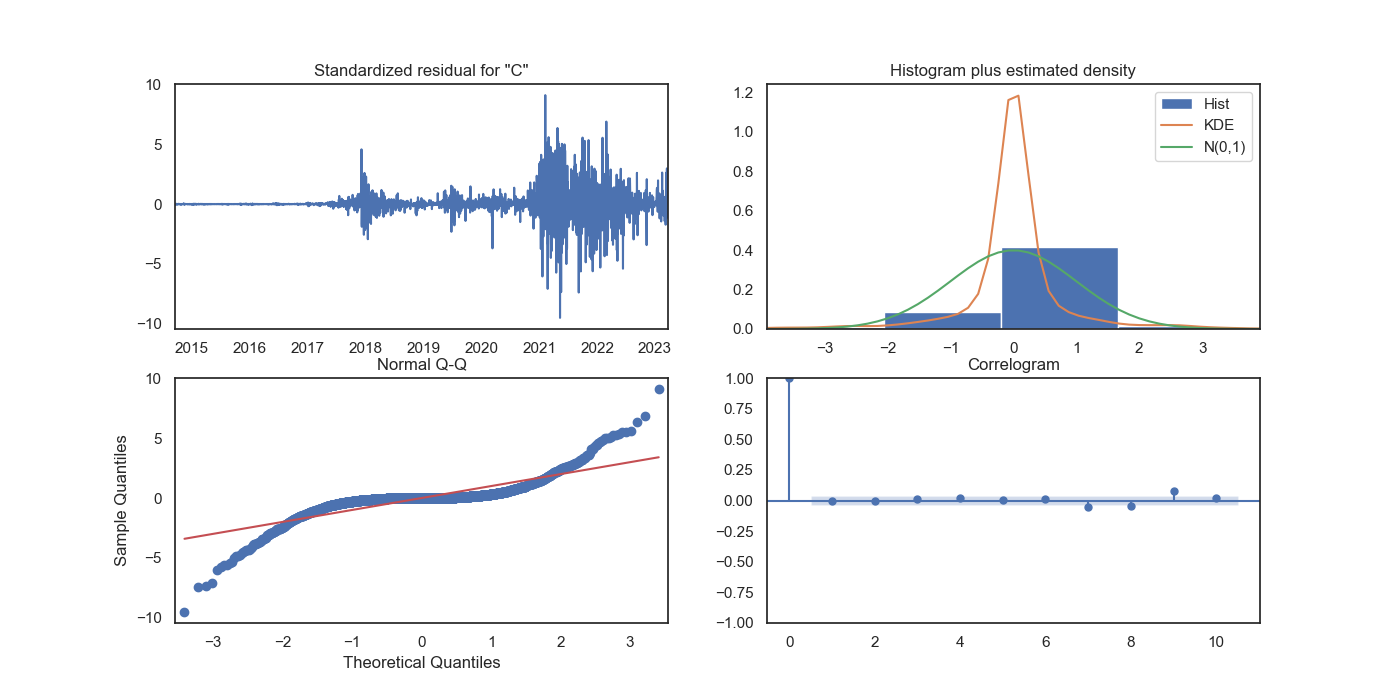 Standardized residual for "C"
10
5
0
−5
−10
2015 2016 2017 2018 2019 2020 2021 2022 2023
Histogram plus estimated density
1.2
1.0
0.8
0.6
0.4
0.2
0.0
−3 −2 −1 0 1 2 3
Hist
KDE
N(0,1)
Normal Q-Q
Sample Quantiles
10
5
0
−5
−10
−3 −2 −1 0 1 2 3
Theoretical Quantiles
Correlogram
1.00
0.75
0.50
0.25
0.00
−0.25
−0.50
−0.75
−1.00
0 2 4 6 8 10